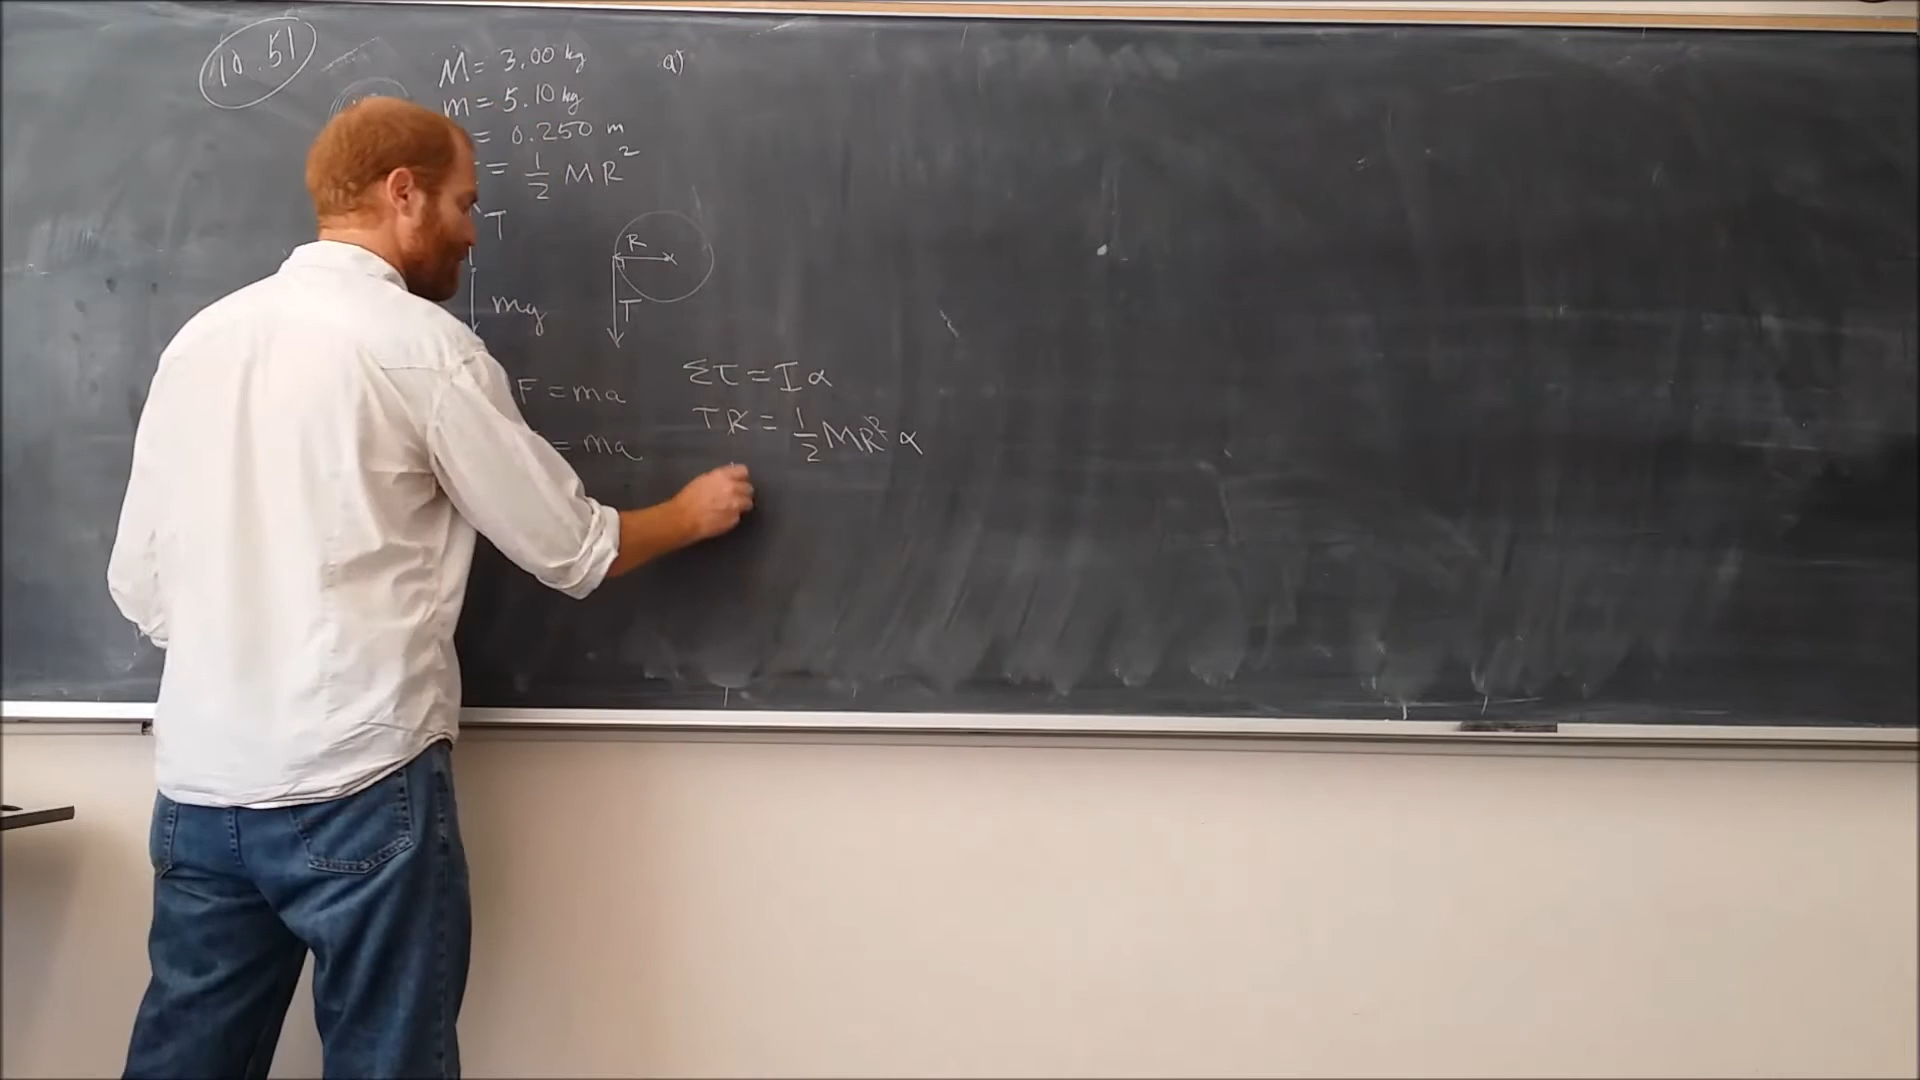 10.51
M = 3.00 kg
a)
m = 5.10 kg
= 0.250 m
= 1/2 MR²
T
R
mg
T
Στ = Iα
F = ma
TR = 1/2 MR² α
= ma